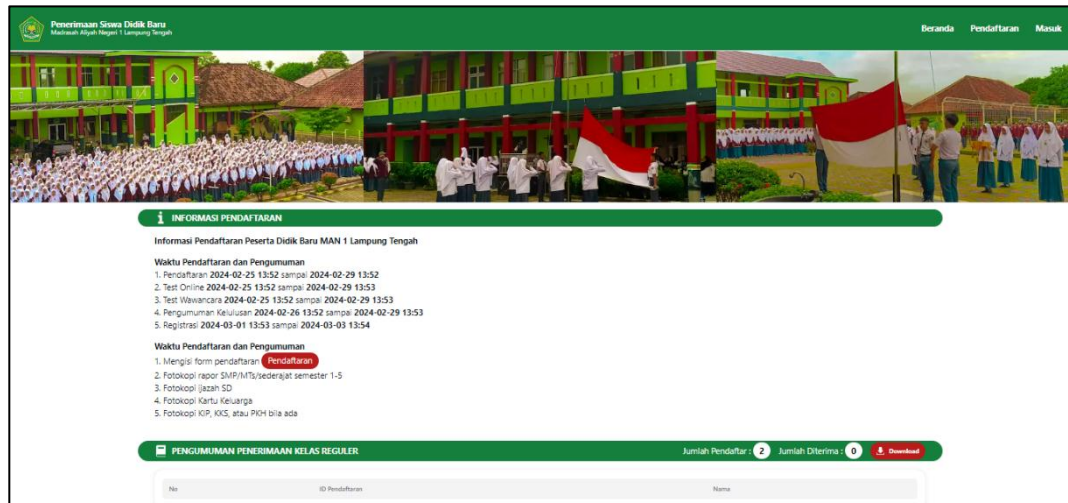 Penerimaan Siswa Didik Baru
Madrasah Aliyah Negeri 1 Lampung Tengah
Beranda Pendaftaran Masuk
INFORMASI PENDAFTARAN
Informasi Pendaftaran Peserta Didik Baru MAN 1 Lampung Tengah
Waktu Pendaftaran dan Pengumuman
1. Pendaftaran 2024-02-25 13:52 sampai 2024-02-29 13:52
2. Test Online 2024-02-25 13:52 sampai 2024-02-29 13:53
3. Test Wawancara 2024-02-25 13:52 sampai 2024-02-29 13:53
4. Pengumuman Kelulusan 2024-02-26 13:52 sampai 2024-02-29 13:53
5. Registrasi 2024-03-01 13:53 sampai 2024-03-03 13:54
Waktu Pendaftaran dan Pengumuman
1. Mengisi form pendaftaran Pendaftaran
2. Fotokopi rapor SMP/MTs/sederajat semester 1-5
3. Fotokopi ijazah SD
4. Fotokopi Kartu Keluarga
5. Fotokopi KIP, KKS, atau PKH bila ada
PENGUMUMAN PENERIMAAN KELAS REGULER Jumlah Pendaftar : 2 Jumlah Diterima : 0 Download
No ID Pendaftaran Nama